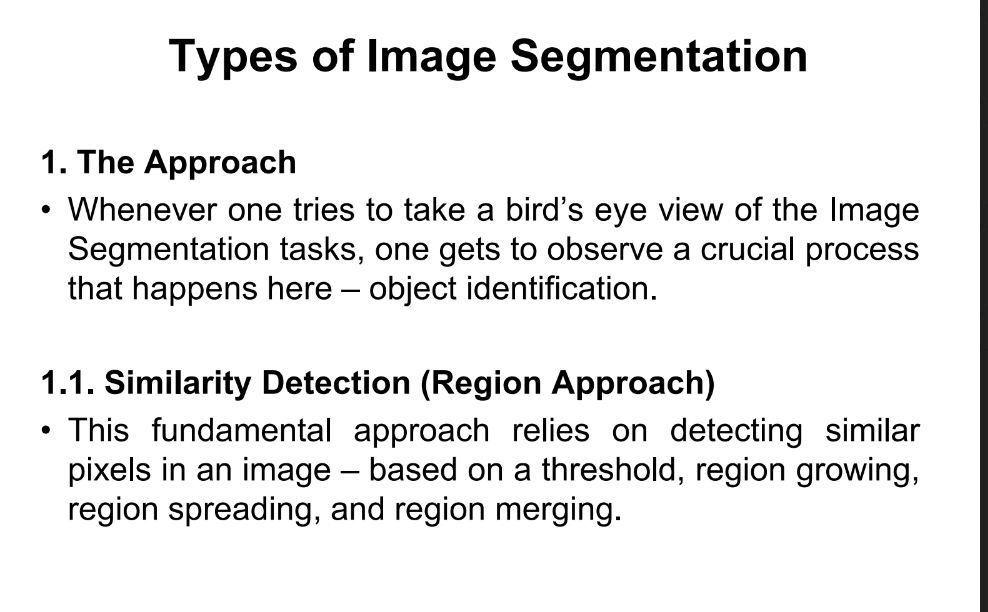 Types of Image Segmentation
1. The Approach
• Whenever one tries to take a bird’s eye view of the Image
Segmentation tasks, one gets to observe a crucial process
that happens here – object identification.
1.1. Similarity Detection (Region Approach)
• This fundamental approach relies on detecting similar
pixels in an image – based on a threshold, region growing,
region spreading, and region merging.